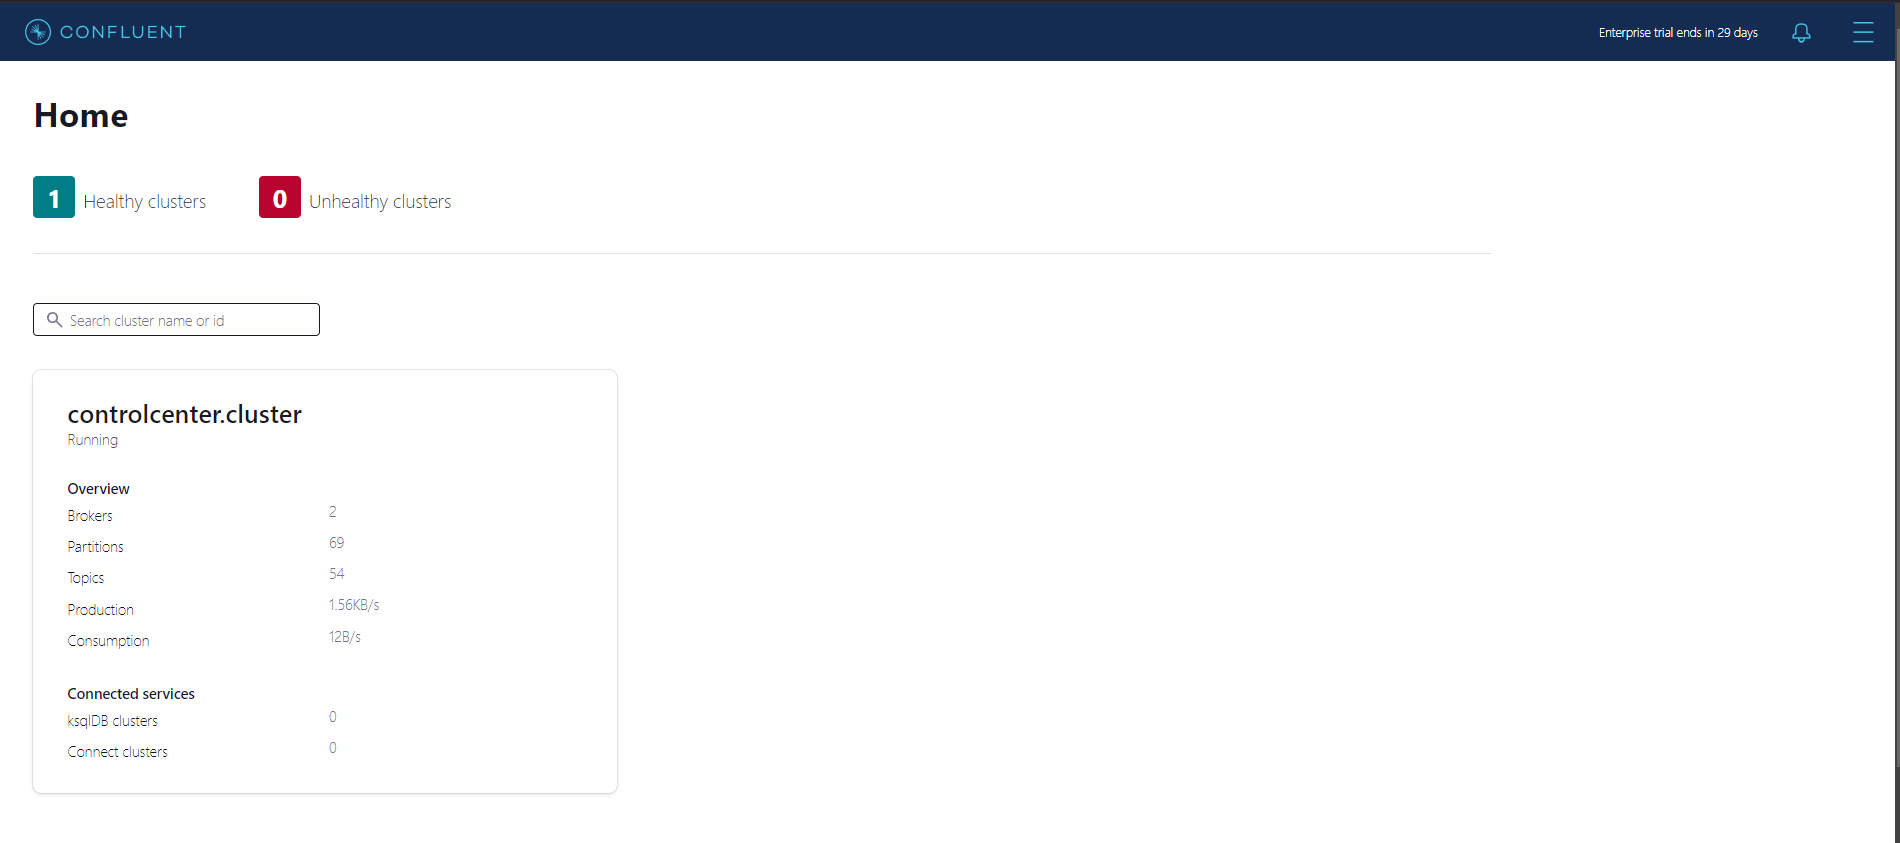 CONFLUENT
Enterprise trial ends in 29 days
Home
1 Healthy clusters
0 Unhealthy clusters
Search cluster name or id
controlcenter.cluster
Running
Overview
Brokers 2
Partitions 69
Topics 54
Production 1.56KB/s
Consumption 12B/s
Connected services
ksqlDB clusters 0
Connect clusters 0